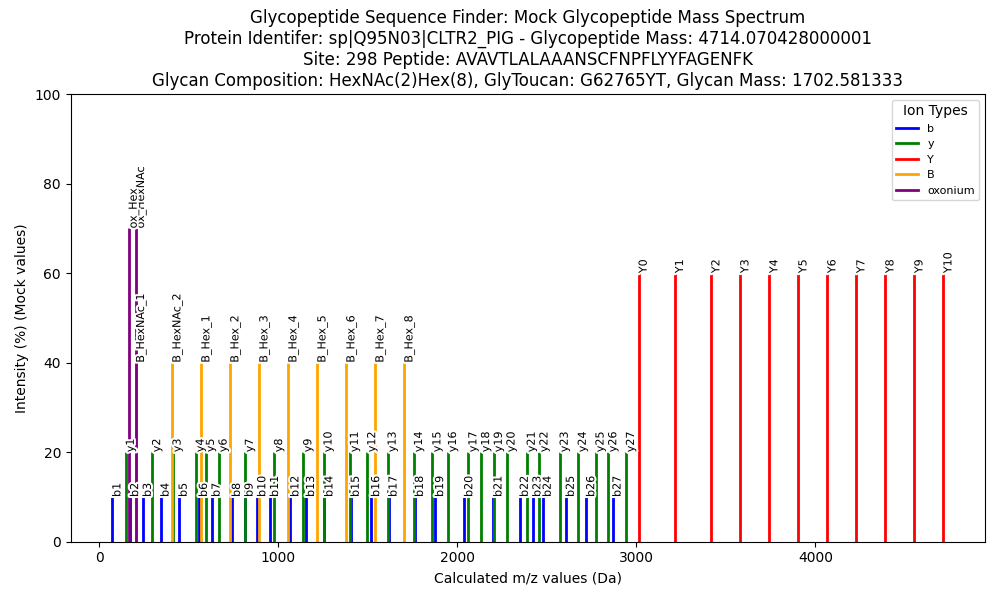 Glycopeptide Sequence Finder: Mock Glycopeptide Mass Spectrum
Protein Identifer: sp|Q95N03|CLTR2_PIG - Glycopeptide Mass: 4714.070428000001
Site: 298 Peptide: AVAVTLALAAANSCFNPFLYYFAGENFK
Glycan Composition: HexNAc(2)Hex(8), GlyToucan: G62765YT, Glycan Mass: 1702.581333
Intensity (%) (Mock values)
100
80
60
40
20
0
Ion Types
b
y
Y
B
oxonium
ox_Hex
ox_HexNAc
Y0
Y1
Y2
Y3
Y4
Y5
Y6
Y7
Y8
Y9
Y10
B_HexNAc_1
B_HexNAc_2
B_Hex_1
B_Hex_2
B_Hex_3
B_Hex_4
B_Hex_5
B_Hex_6
B_Hex_7
B_Hex_8
y1
y2
y3
y4
y5
y6
y7
y8
y9
y10
y11
y12
y13
y14
y15
y16
y17
y18
y19
y20
y21
y22
y23
y24
y25
y26
y27
b1
b2
b3
b4
b5
b6
b7
b8
b9
b10
b11
b12
b13
b14
b15
b16
b17
b18
b19
b20
b21
b22
b23
b24
b25
b26
b27
0
1000
2000
3000
4000
Calculated m/z values (Da)